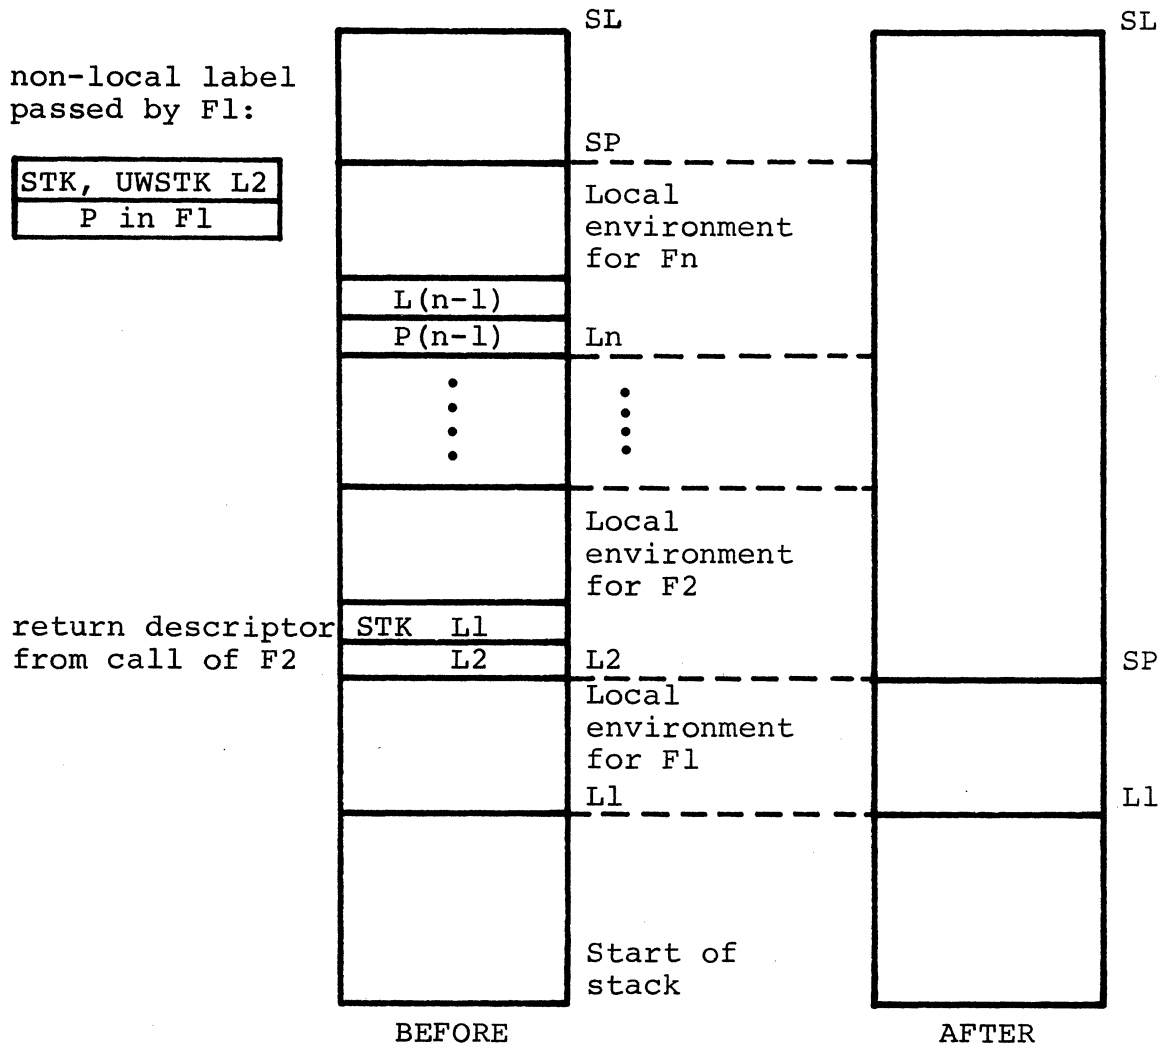 SL
SL
non-local label
passed by F1:
SP
STK, UWSTK L2
P in F1
Local
environment
for Fn
L(n-1)
P(n-1)
Ln
Local
environment
for F2
return descriptor
from call of F2
STK L1
L2
L2
SP
Local
environment
for F1
L1
L1
Start of
stack
BEFORE
AFTER